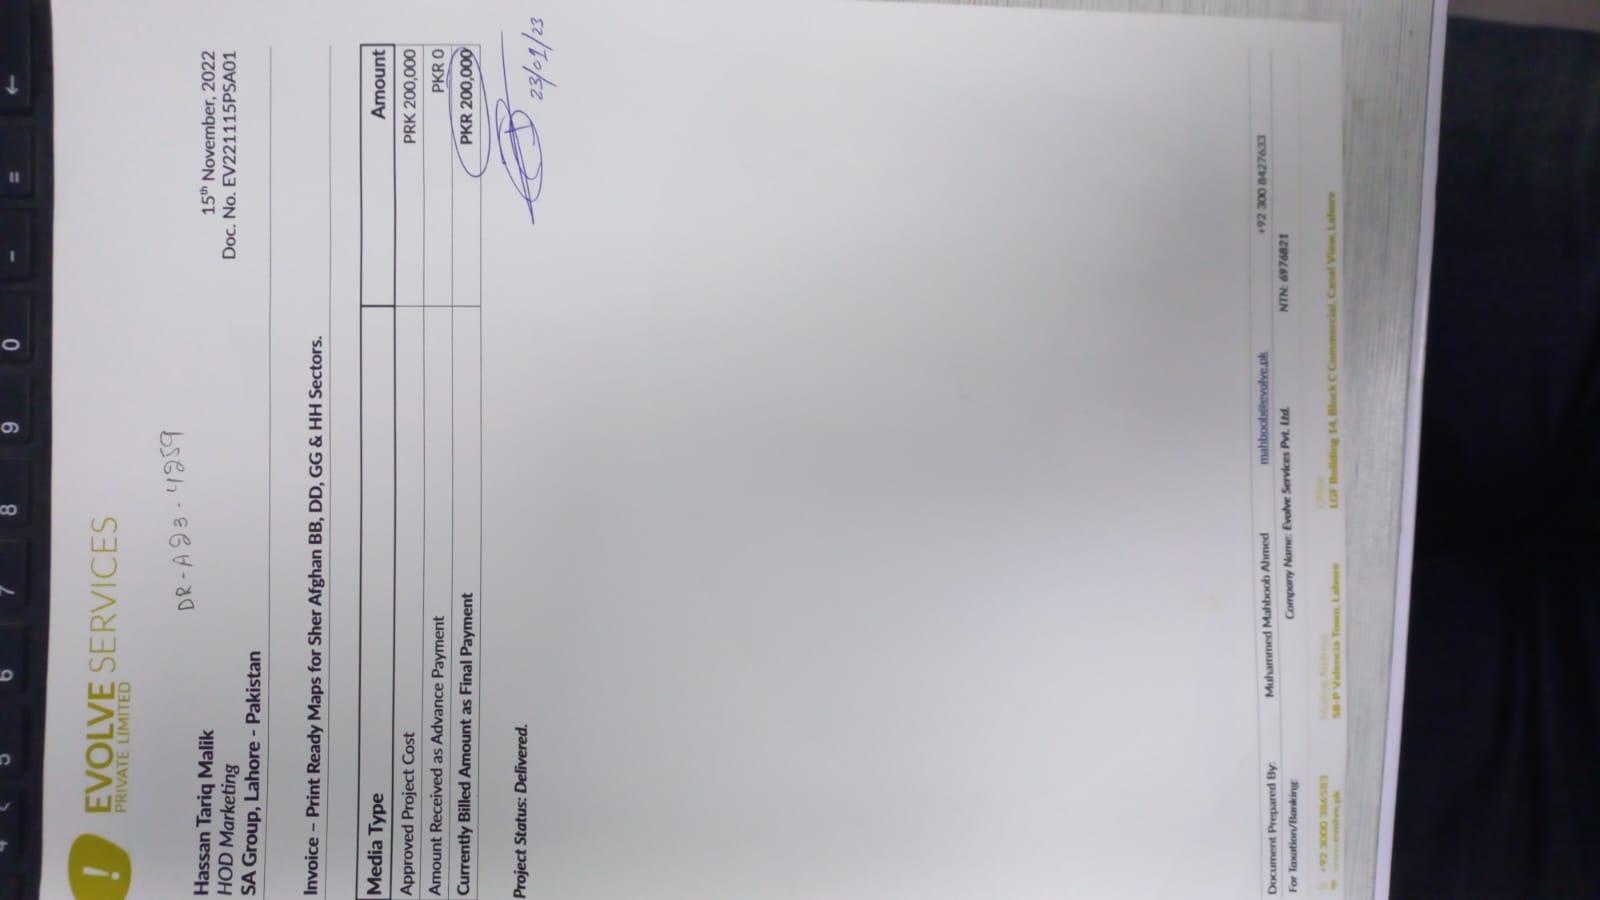 EVOLVE SERVICES
PRIVATE LIMITED
DR-A23-4259
Hassan Tariq Malik
HOD Marketing
SA Group, Lahore - Pakistan
15th November, 2022
Doc. No. EV221115PSA01
Invoice – Print Ready Maps for Sher Afghan BB, DD, GG & HH Sectors.
Media Type Amount
Approved Project Cost PRK 200,000
Amount Received as Advance Payment PKR 0
Currently Billed Amount as Final Payment PKR 200,000
23/01/23
Project Status: Delivered.
Document Prepared By: Muhammed Mahboob Ahmed mahboob@evolve.pk +92 300 8427633
For Taxation/Banking: Company Name: Evolve Services Pvt. Ltd. NTN: 6976821
58-P Valencia Town, Lahore
LGF Building 14, Block C Commercial, Canal View, Lahore
www.evolve.pk